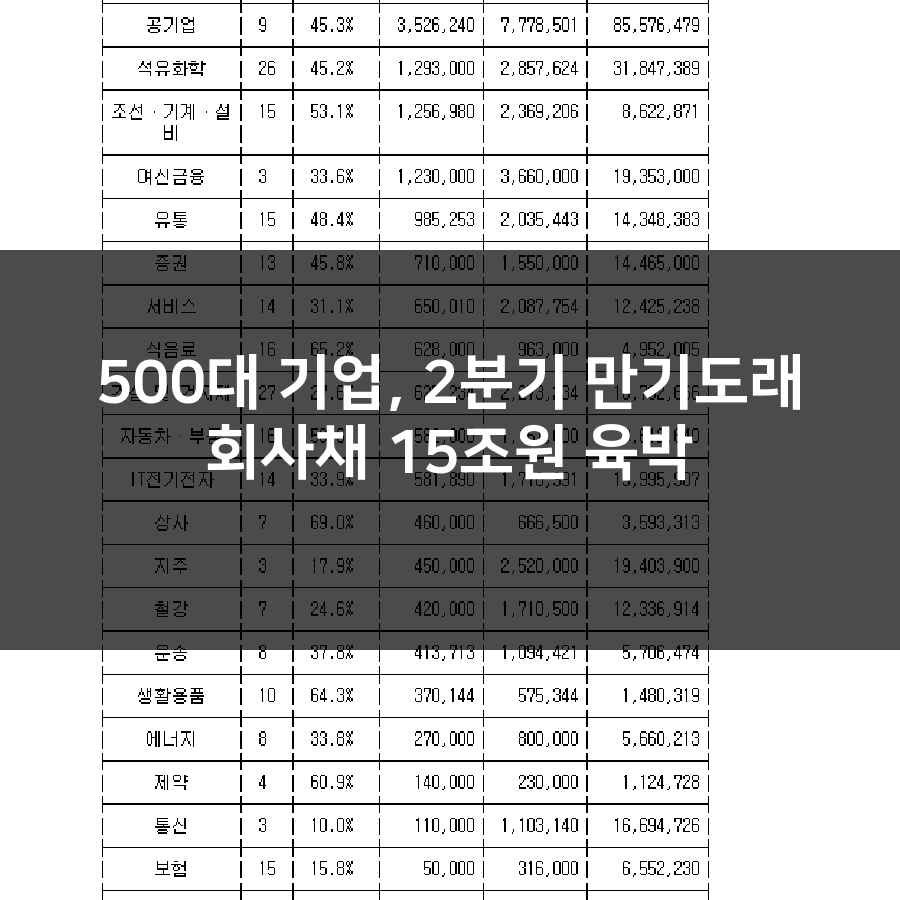 공기업 9 45.3% 3,526,240 7,778,501 85,576,479
석유화학 26 45.2% 1,293,000 2,857,624 31,847,389
조선·기계·설 15 53.1% 1,256,980 2,369,206 8,622,871
비
여신금융 3 33.6% 1,230,000 3,660,000 19,353,000
유통 15 48.4% 985,253 2,035,443 14,348,383
증권 13 45.8% 710,000 1,550,000 14,465,000
서비스 14 31.1% 650,010 2,087,754 12,425,238
식음료 16 65.2% 628,000 963,000 4,952,005
500대 기업, 2분기 만기도래
27
자동차·부
회사채 15조원 육박
IT전기전자 14 33.9% 581,890
상사 7 69.0% 460,000 666,500 3,593,313
지주 3 17.9% 450,000 2,520,000 19,403,900
철강 7 24.6% 420,000 1,710,500 12,336,914
운송 8 37.8% 413,713 1,094,421 5,706,474
생활용품 10 64.3% 370,144 575,344 1,480,319
에너지 8 33.8% 270,000 800,000 5,660,213
제약 4 60.9% 140,000 230,000 1,124,728
통신 3 10.0% 110,000 1,103,140 16,694,726
보험 15 15.8% 50,000 316,000 6,552,230